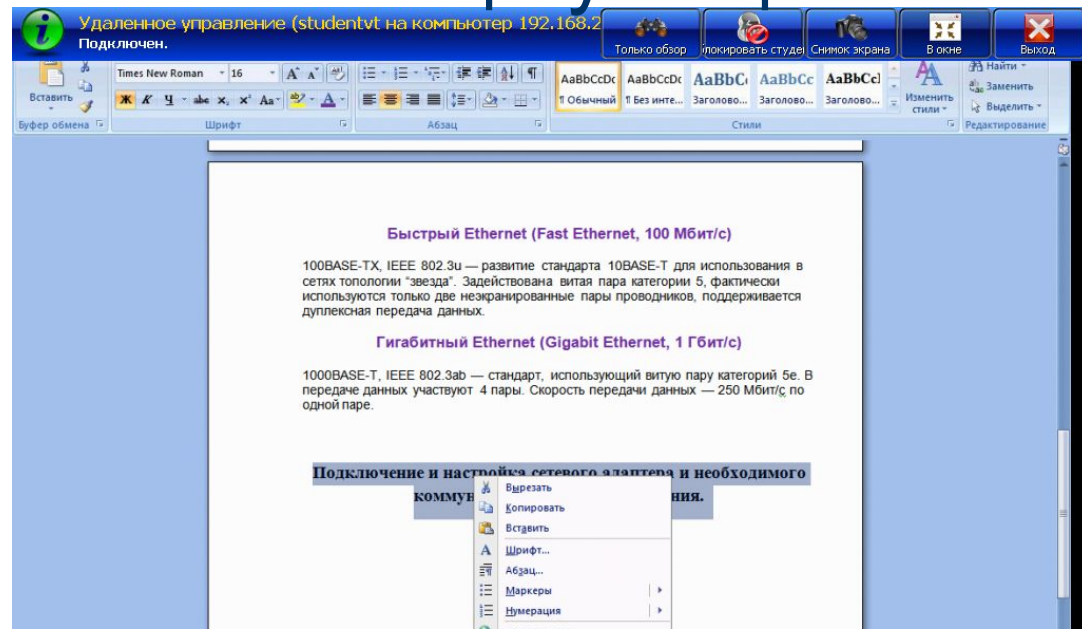 Удаленное управление (studentvt на компьютер 192.168.2
Подключен.
Только обзор
локировать студе
Снимок экрана
В окне
Выход
Вставить
Буфер обмена
Times New Roman 16
Ж К Ч abc x, x² Aa
Шрифт
Абзац
AaBbCcDc AaBbCcDc AaBbC AaBbCc AaBbCcl
¶ Обычный ¶ Без инте... Заголово... Заголово... Заголово...
Стили
Изменить
стили
Найти
Заменить
Выделить
Редактирование
Быстрый Ethernet (Fast Ethernet, 100 Мбит/с)
100BASE-TX, IEEE 802.3u — развитие стандарта 10BASE-T для использования в
сетях топологии "звезда". Задействована витая пара категории 5, фактически
используются только две неэкранированные пары проводников, поддерживается
дуплексная передача данных.
Гигабитный Ethernet (Gigabit Ethernet, 1 Гбит/с)
1000BASE-T, IEEE 802.3ab — стандарт, использующий витую пару категорий 5e. В
передаче данных участвуют 4 пары. Скорость передачи данных — 250 Мбит/с по
одной паре.
Подключение и настройка сетевого адаптера и необходимого
коммун
ния.
Вырезать
Копировать
Вставить
Шрифт...
Абзац...
Маркеры
Нумерация